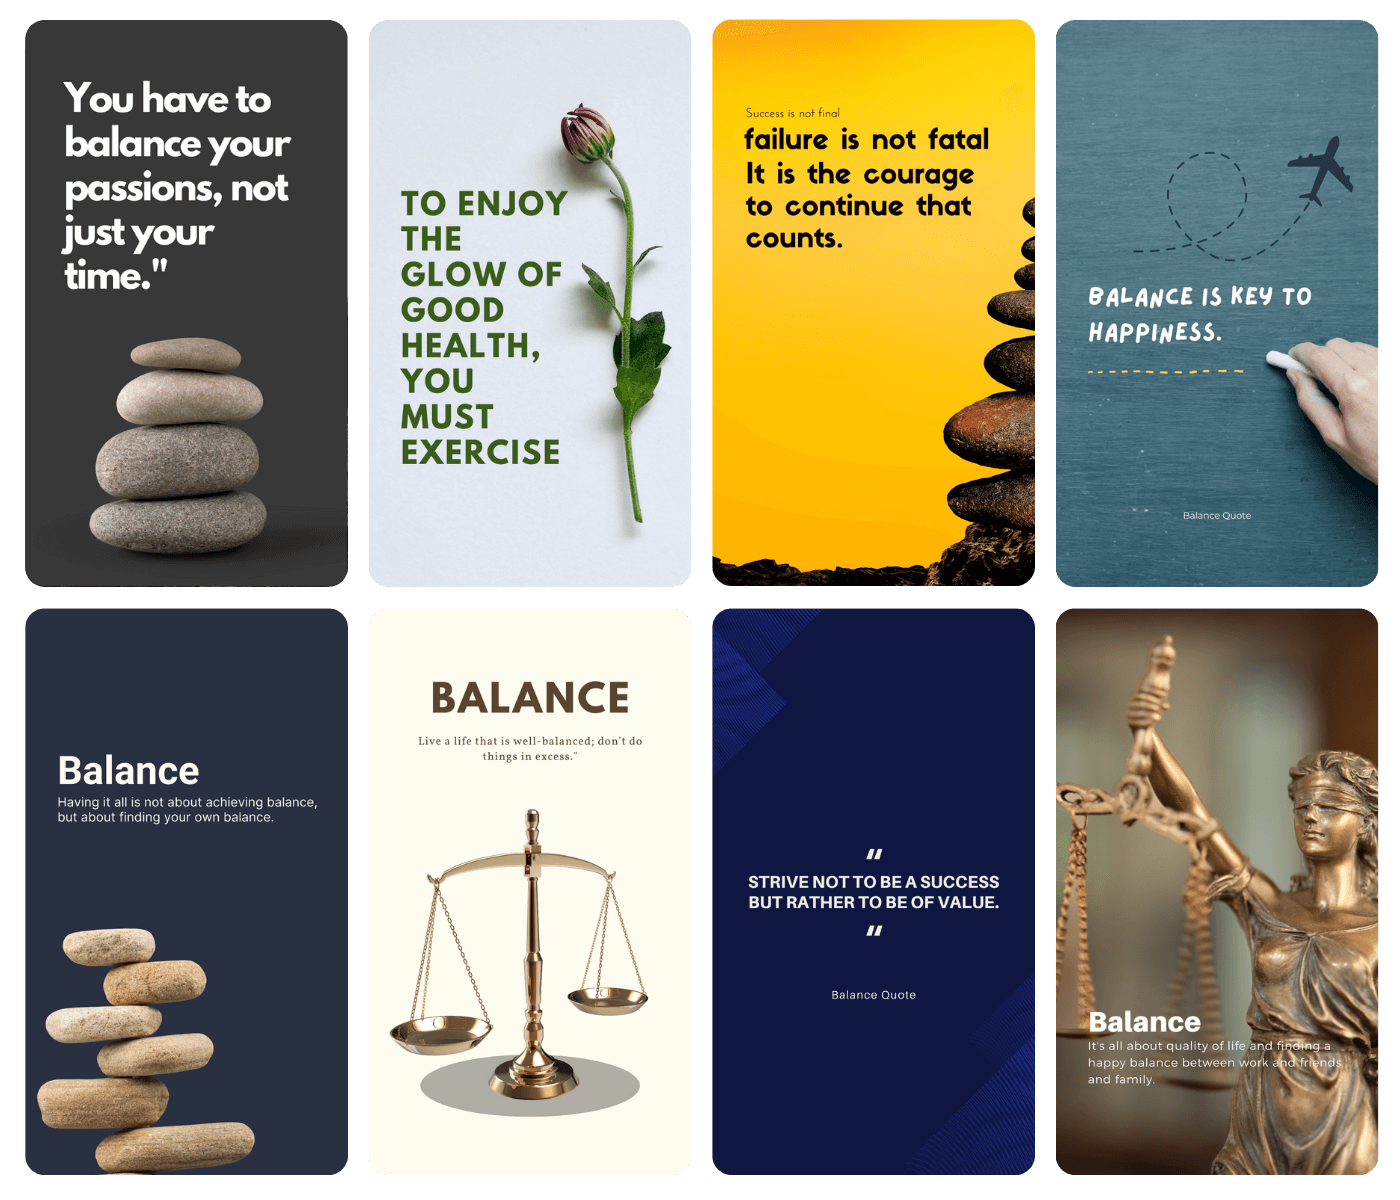 You have to
balance your
passions, not
just your
time."
TO ENJOY
THE
GLOW OF
GOOD
HEALTH,
YOU
MUST
EXERCISE
Success is not final
failure is not fatal
It is the courage
to continue that
counts.
BALANCE IS KEY TO
HAPPINESS.
Balance Quote
Balance
Having it all is not about achieving balance,
but about finding your own balance.
BALANCE
Live a life that is well-balanced; don't do
things in excess."
"
STRIVE NOT TO BE A SUCCESS
BUT RATHER TO BE OF VALUE.
"
Balance Quote
Balance
It's all about quality of life and finding a
happy balance between work and friends
and family.